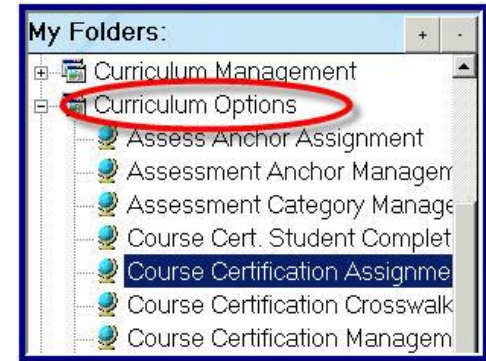 My Folders: + -
Curriculum Management
Curriculum Options
Assess Anchor Assignment
Assessment Anchor Managem
Assessment Category Manage
Course Cert. Student Complet
Course Certification Assignme
Course Certification Crosswalk
Course Certification Managem